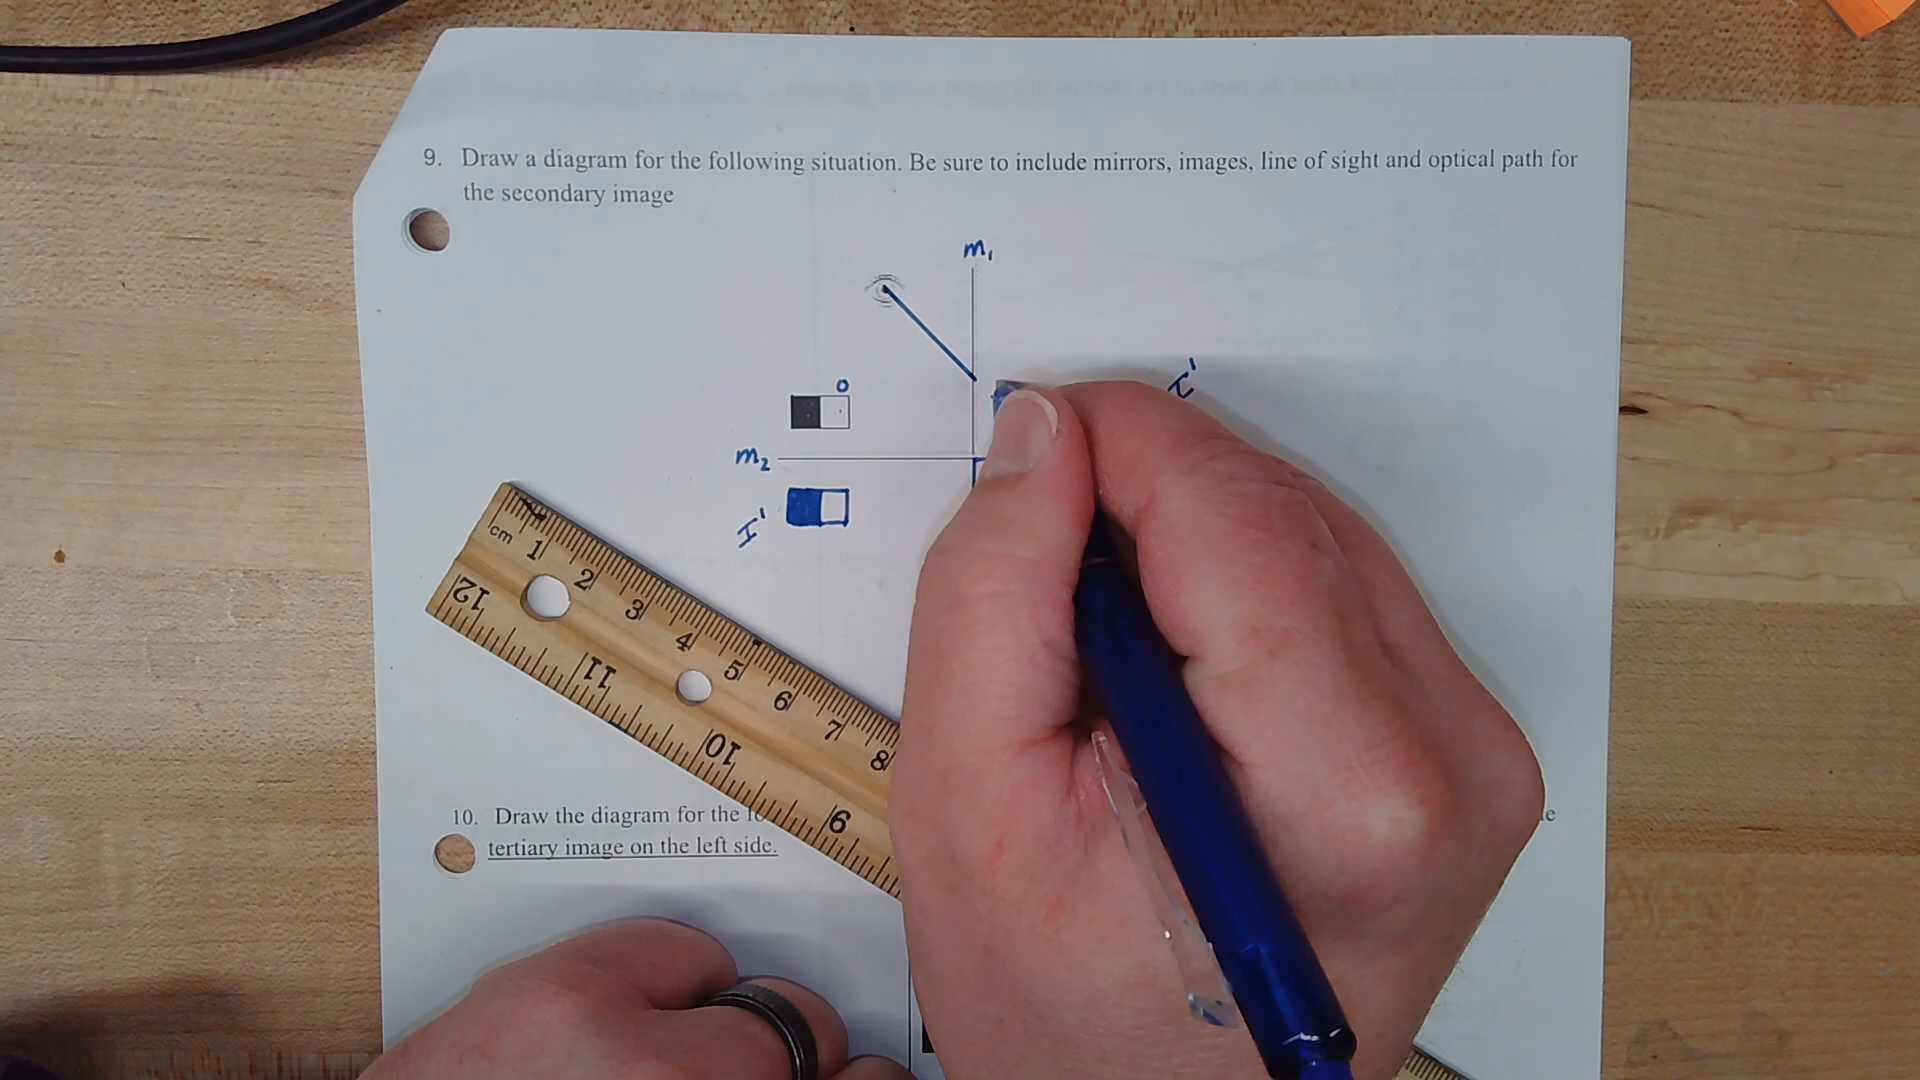 9. Draw a diagram for the following situation. Be sure to include mirrors, images, line of sight and optical path for
the secondary image
m₁
I'
o
m₂
I'
cm 1 2 3 4 5 6 7 8
12 11 10 9
10. Draw the diagram for the
tertiary image on the left side.